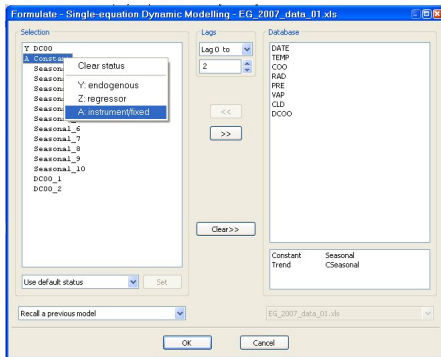 Formulate - Single-equation Dynamic Modelling - EG_2007_data_01.xls
Selection
Y DCOO
A Constant
Clear status
Y: endogenous
Z: regressor
A: instrument/fixed
Seasonal_6
Seasonal_7
Seasonal_8
Seasonal_9
Seasonal_10
DCOO_1
DCOO_2
Use default status
Set
Recall a previous model
Lags
Lag 0 to
2
<<
>>
Clear>>
Database
DATE
TEMP
COO
RAD
PRE
VAP
CLD
DCOO
Constant Seasonal
Trend CSeasonal
EG_2007_data_01.xls
OK
Cancel